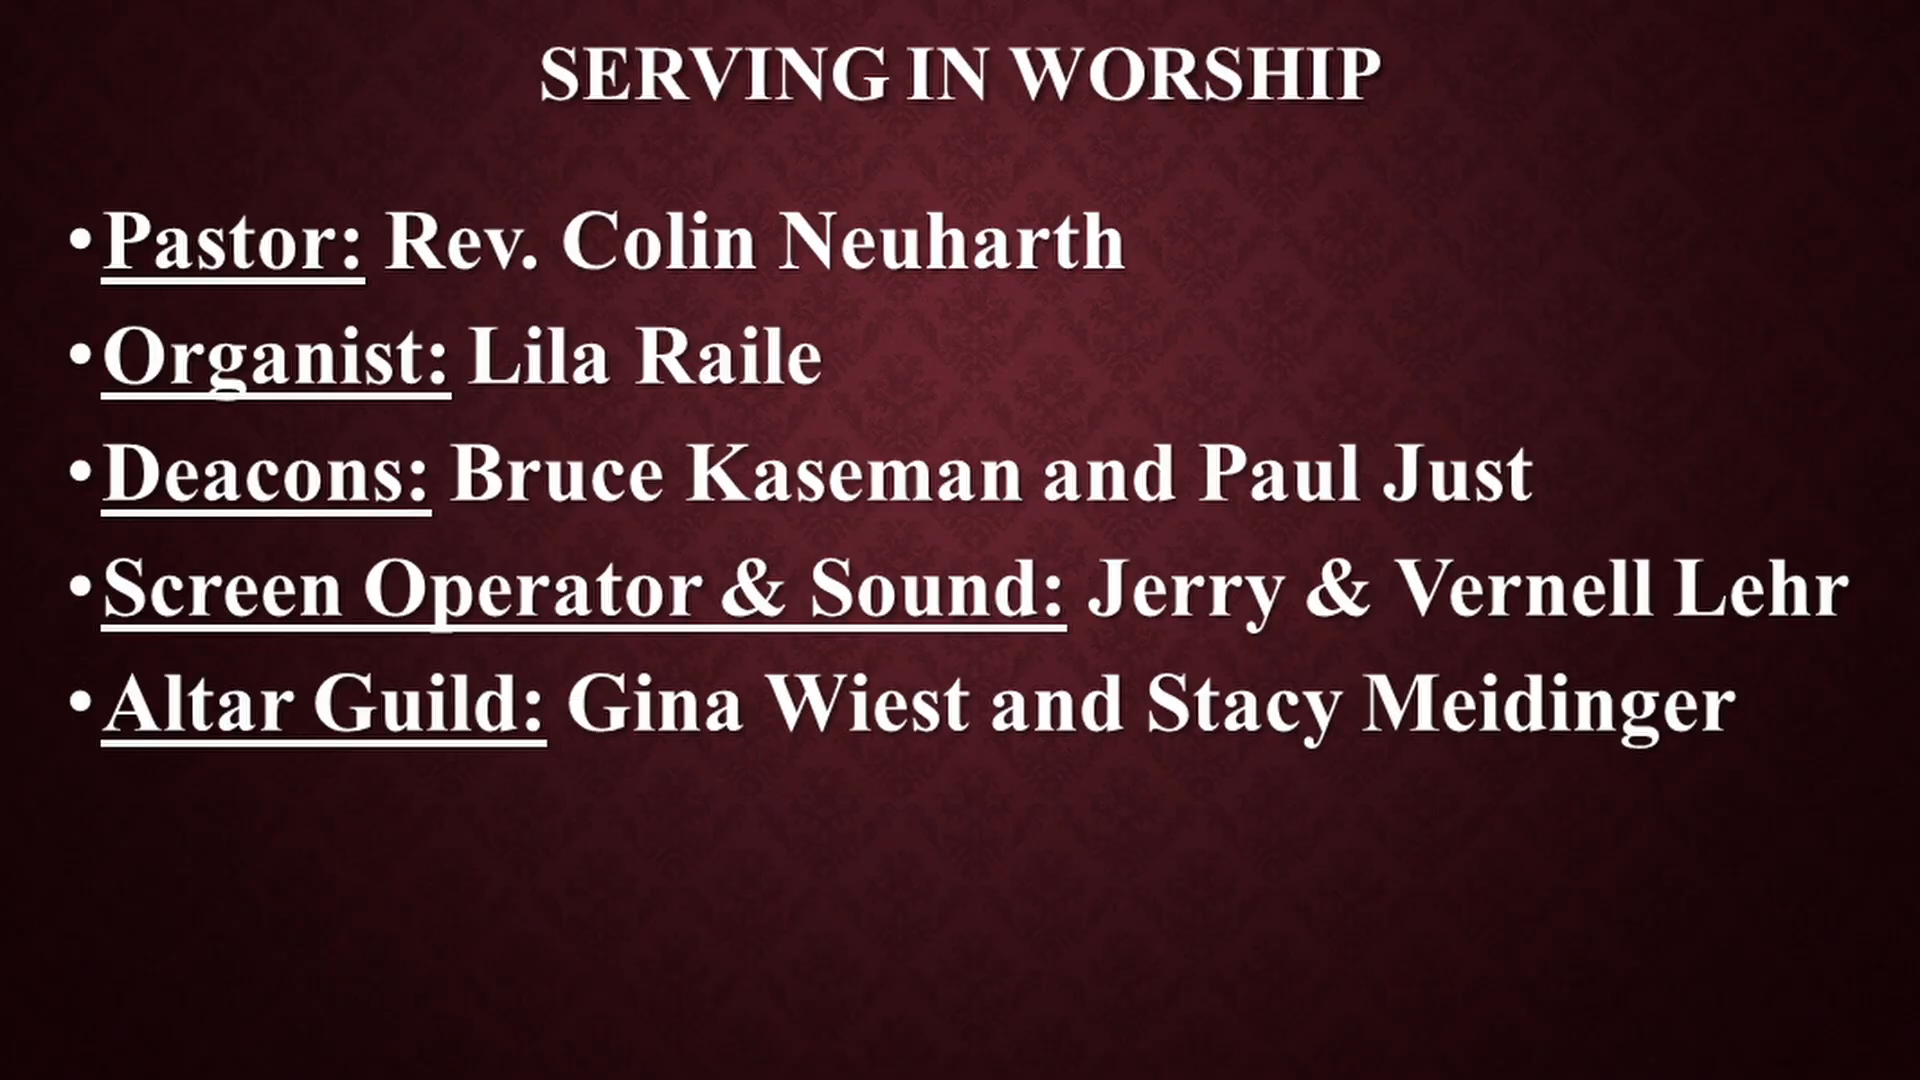 SERVING IN WORSHIP
•Pastor: Rev. Colin Neuharth
•Organist: Lila Raile
•Deacons: Bruce Kaseman and Paul Just
•Screen Operator & Sound: Jerry & Vernell Lehr
•Altar Guild: Gina Wiest and Stacy Meidinger